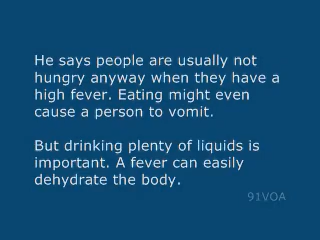 He says people are usually not
hungry anyway when they have a
high fever. Eating might even
cause a person to vomit.
But drinking plenty of liquids is
important. A fever can easily
dehydrate the body.
91VOA